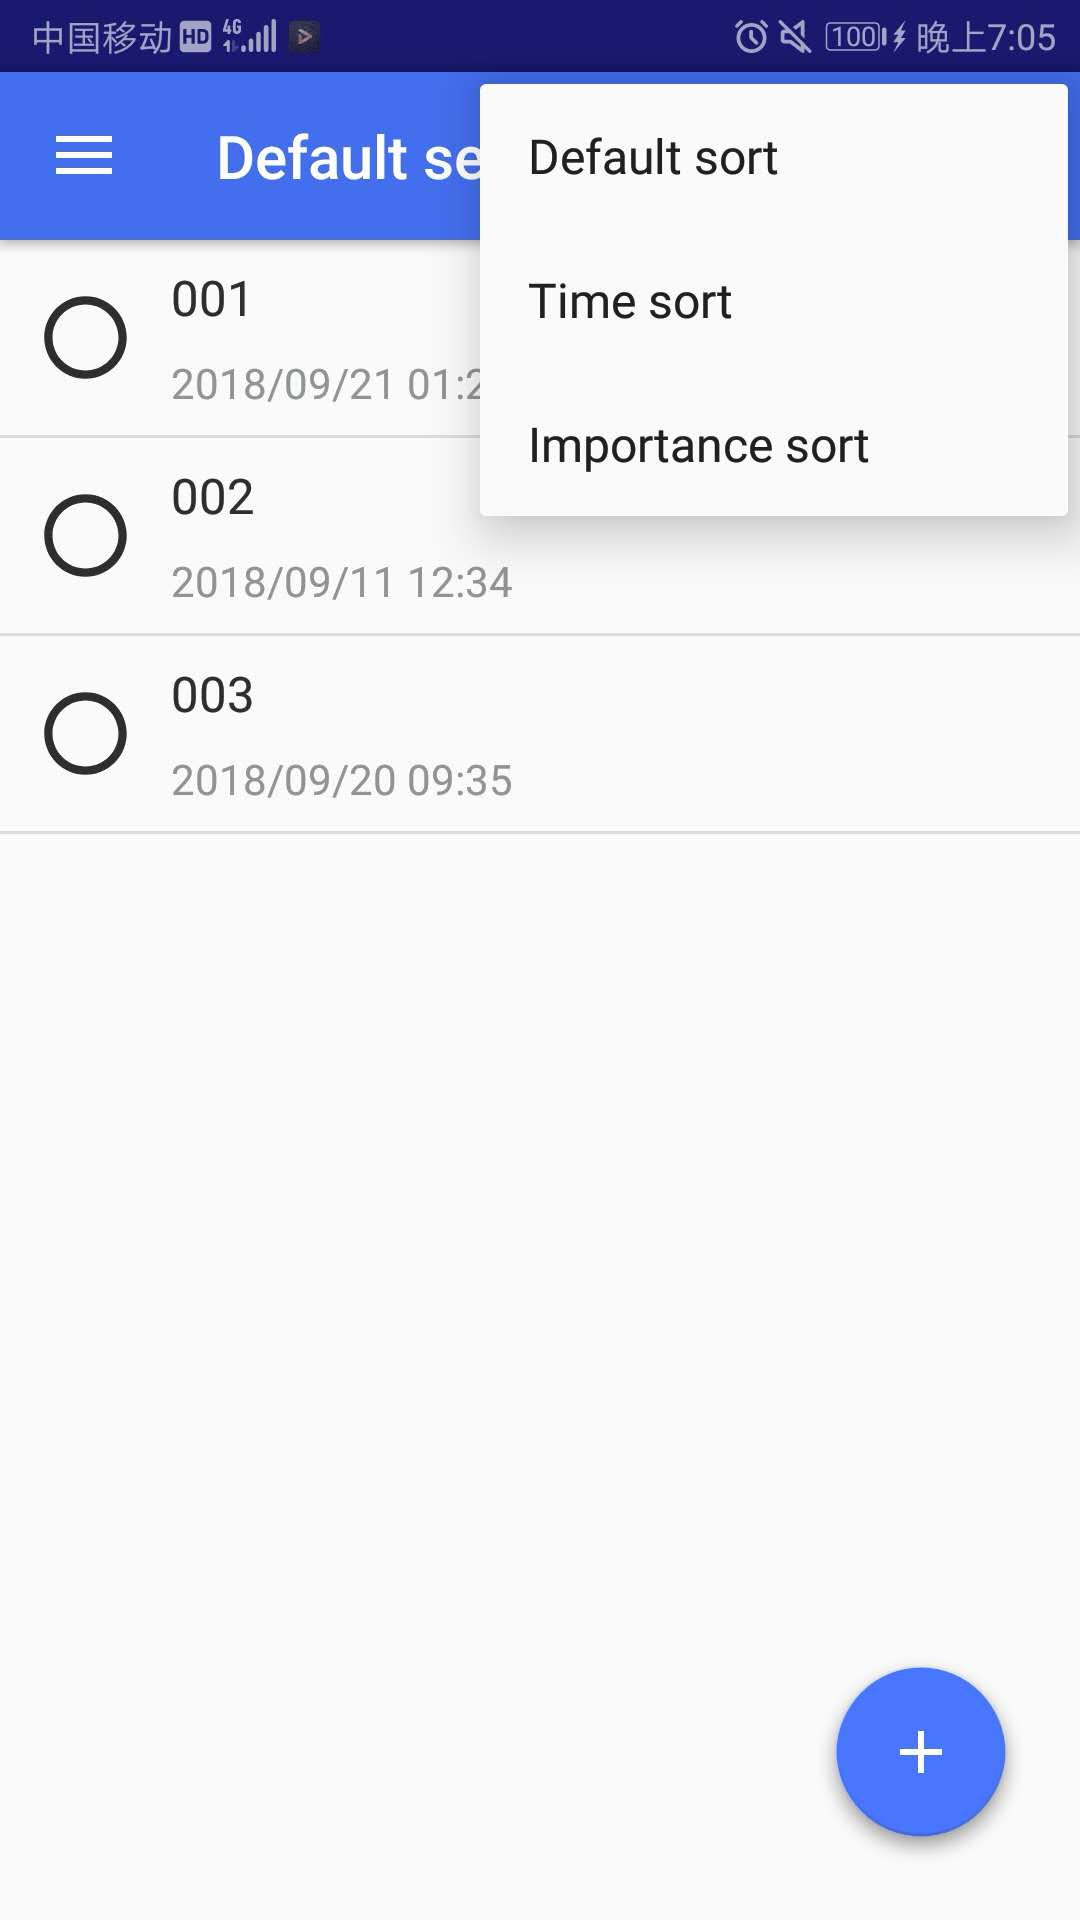 中国移动 HD 4G 1 100 晚上7:05
Default se
Default sort
Time sort
Importance sort
001
2018/09/21 01:2
002
2018/09/11 12:34
003
2018/09/20 09:35